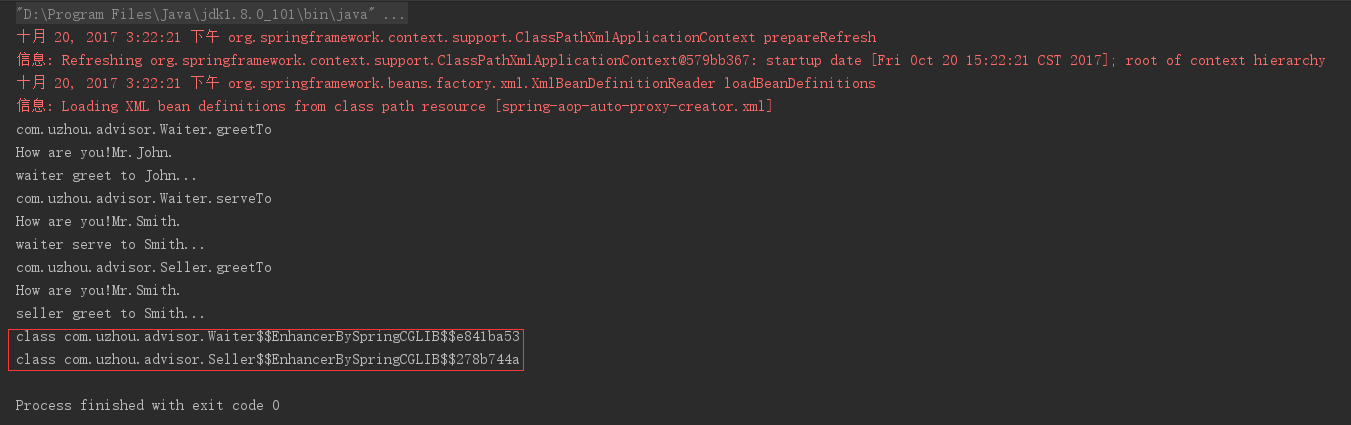 "D:\Program Files\Java\jdk1.8.0_101\bin\java" ...
十月 20, 2017 3:22:21 下午 org.springframework.context.support.ClassPathXmlApplicationContext prepareRefresh
信息: Refreshing org.springframework.context.support.ClassPathXmlApplicationContext@579bb367: startup date [Fri Oct 20 15:22:21 CST 2017]; root of context hierarchy
十月 20, 2017 3:22:21 下午 org.springframework.beans.factory.xml.XmlBeanDefinitionReader loadBeanDefinitions
信息: Loading XML bean definitions from class path resource [spring-aop-auto-proxy-creator.xml]
com.uzhou.advisor.Waiter.greetTo
How are you!Mr.John.
waiter greet to John...
com.uzhou.advisor.Waiter.serveTo
How are you!Mr.Smith.
waiter serve to Smith...
com.uzhou.advisor.Seller.greetTo
How are you!Mr.Smith.
seller greet to Smith...
class com.uzhou.advisor.Waiter$$EnhancerBySpringCGLIB$$e841ba53
class com.uzhou.advisor.Seller$$EnhancerBySpringCGLIB$$278b744a
Process finished with exit code 0